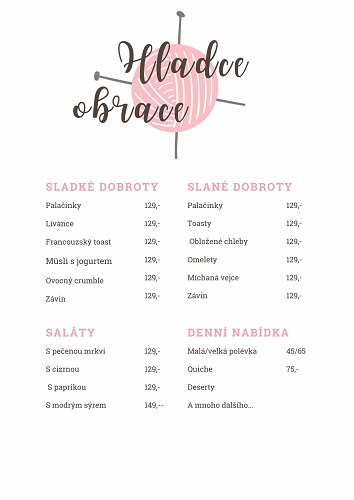 Hladce
obrace
SLADKÉ DOBROTY
Palačinky 129,-
Lívance 129,-
Francouzský toast 129,-
Müsli s jogurtem 129,-
Ovocný crumble 129,-
Závin 129,-
SLANÉ DOBROTY
Palačinky 129,-
Toasty 129,-
Obložené chleby 129,-
Omelety 129,-
Míchaná vejce 129,-
Závin 129,-
SALÁTY
S pečenou mrkví 129,-
S cizrnou 129,-
S paprikou 129,-
S modrým sýrem 149,--
DENNÍ NABÍDKA
Malá/velká polévka 45/65
Quiche 75,-
Deserty
A mnoho dalšího...